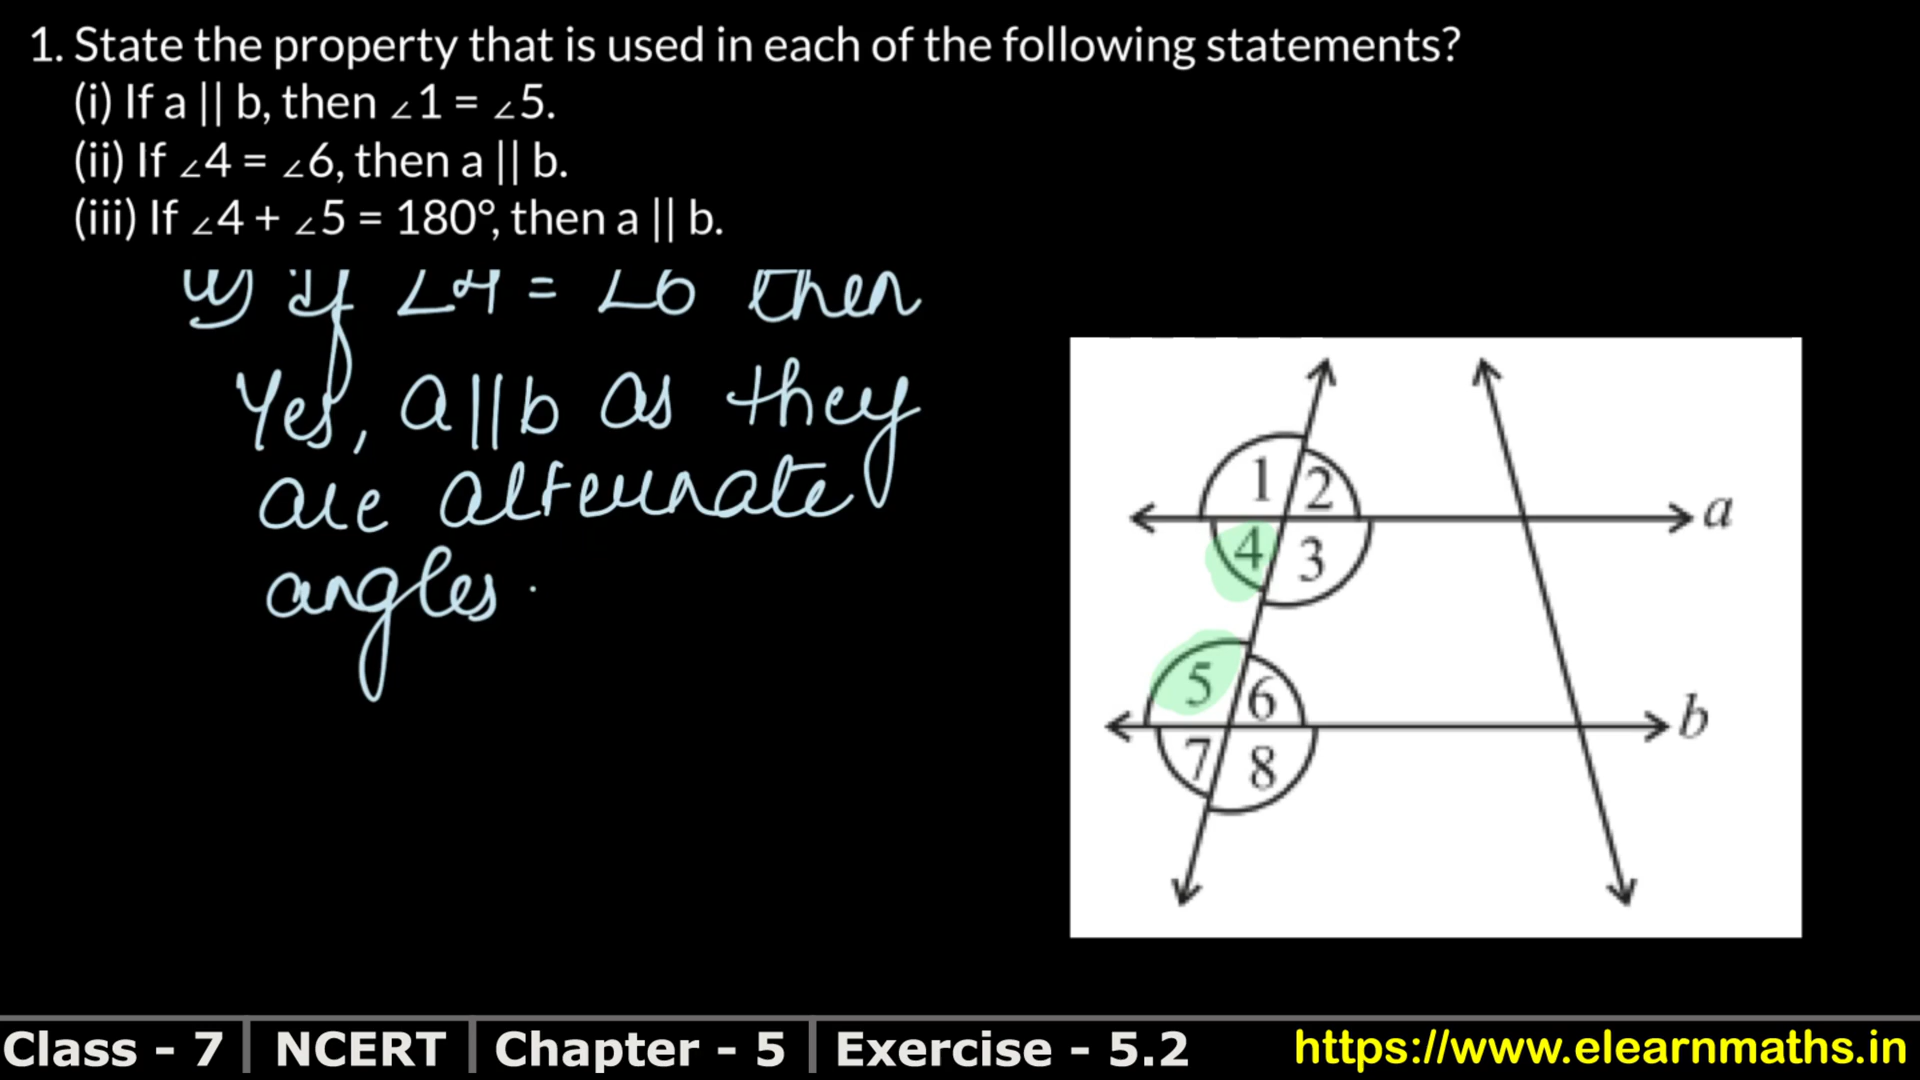 1. State the property that is used in each of the following statements?
(i) If a || b, then ∠1 = ∠5.
(ii) If ∠4 = ∠6, then a || b.
(iii) If ∠4 + ∠5 = 180°, then a || b.
if ∠4 = ∠6 then
Yes, a||b as they
are alternate
angles.
1 2
a
4 3
5 6
b
7 8
Class - 7 | NCERT | Chapter - 5 | Exercise - 5.2
https://www.elearnmaths.in